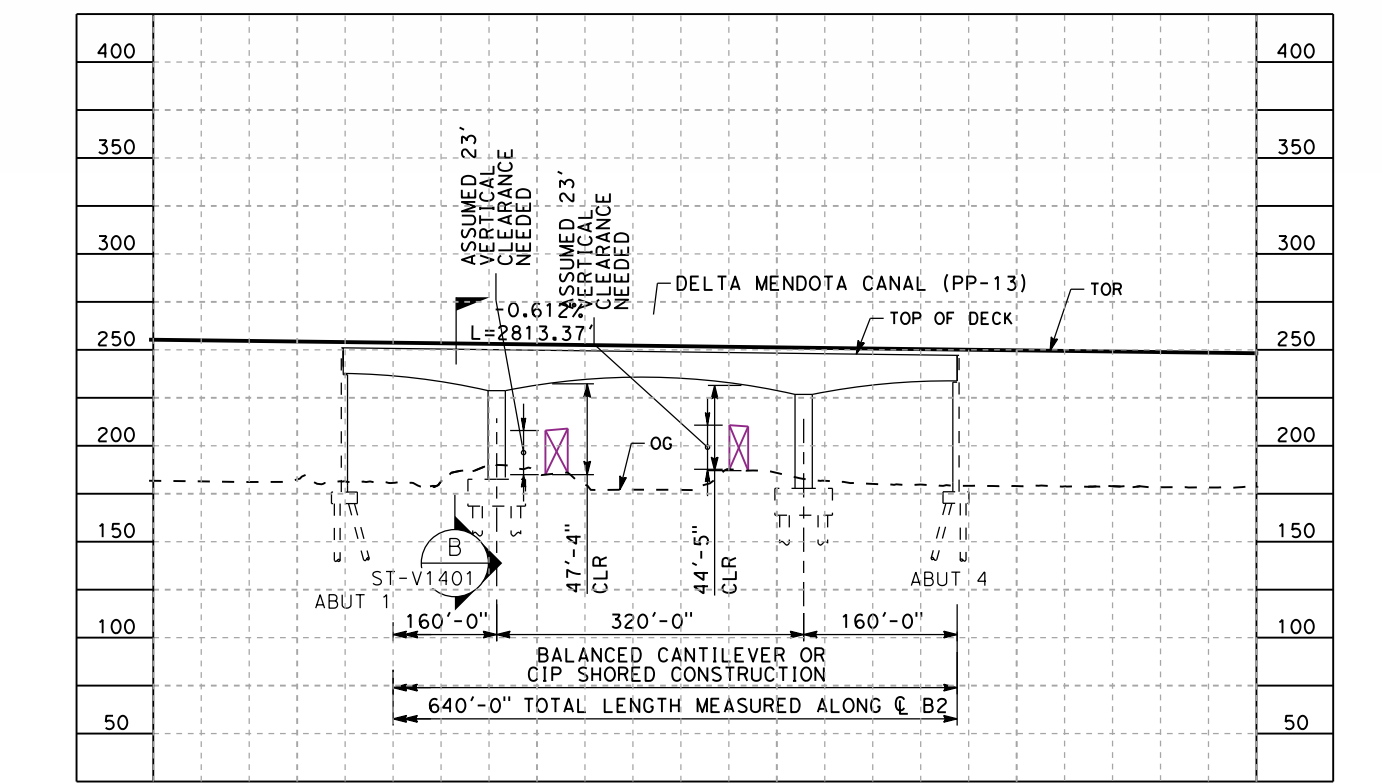 400
400
350
350
300
300
250
250
200
200
150
150
100
100
50
50
ASSUMED 23'
VERTICAL
CLEARANCE
NEEDED
ASSUMED 23'
VERTICAL
CLEARANCE
NEEDED
DELTA MENDOTA CANAL (PP-13)
TOR
-0.612%
L=2813.37'
TOP OF DECK
OG
47'-4"
CLR
44'-5"
CLR
B
ST-V1401
ABUT 1
ABUT 4
160'-0"
320'-0"
160'-0"
BALANCED CANTILEVER OR
CIP SHORED CONSTRUCTION
640'-0" TOTAL LENGTH MEASURED ALONG ℄ B2